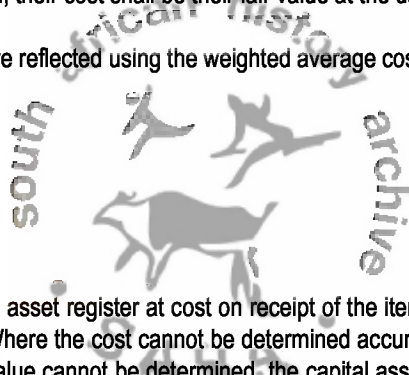 , their cost shall be their fair value at the da
south african history archive
e reflected using the weighted average cos
asset register at cost on receipt of the iter
Where the cost cannot be determined accur
alue cannot be determined, the capital ass